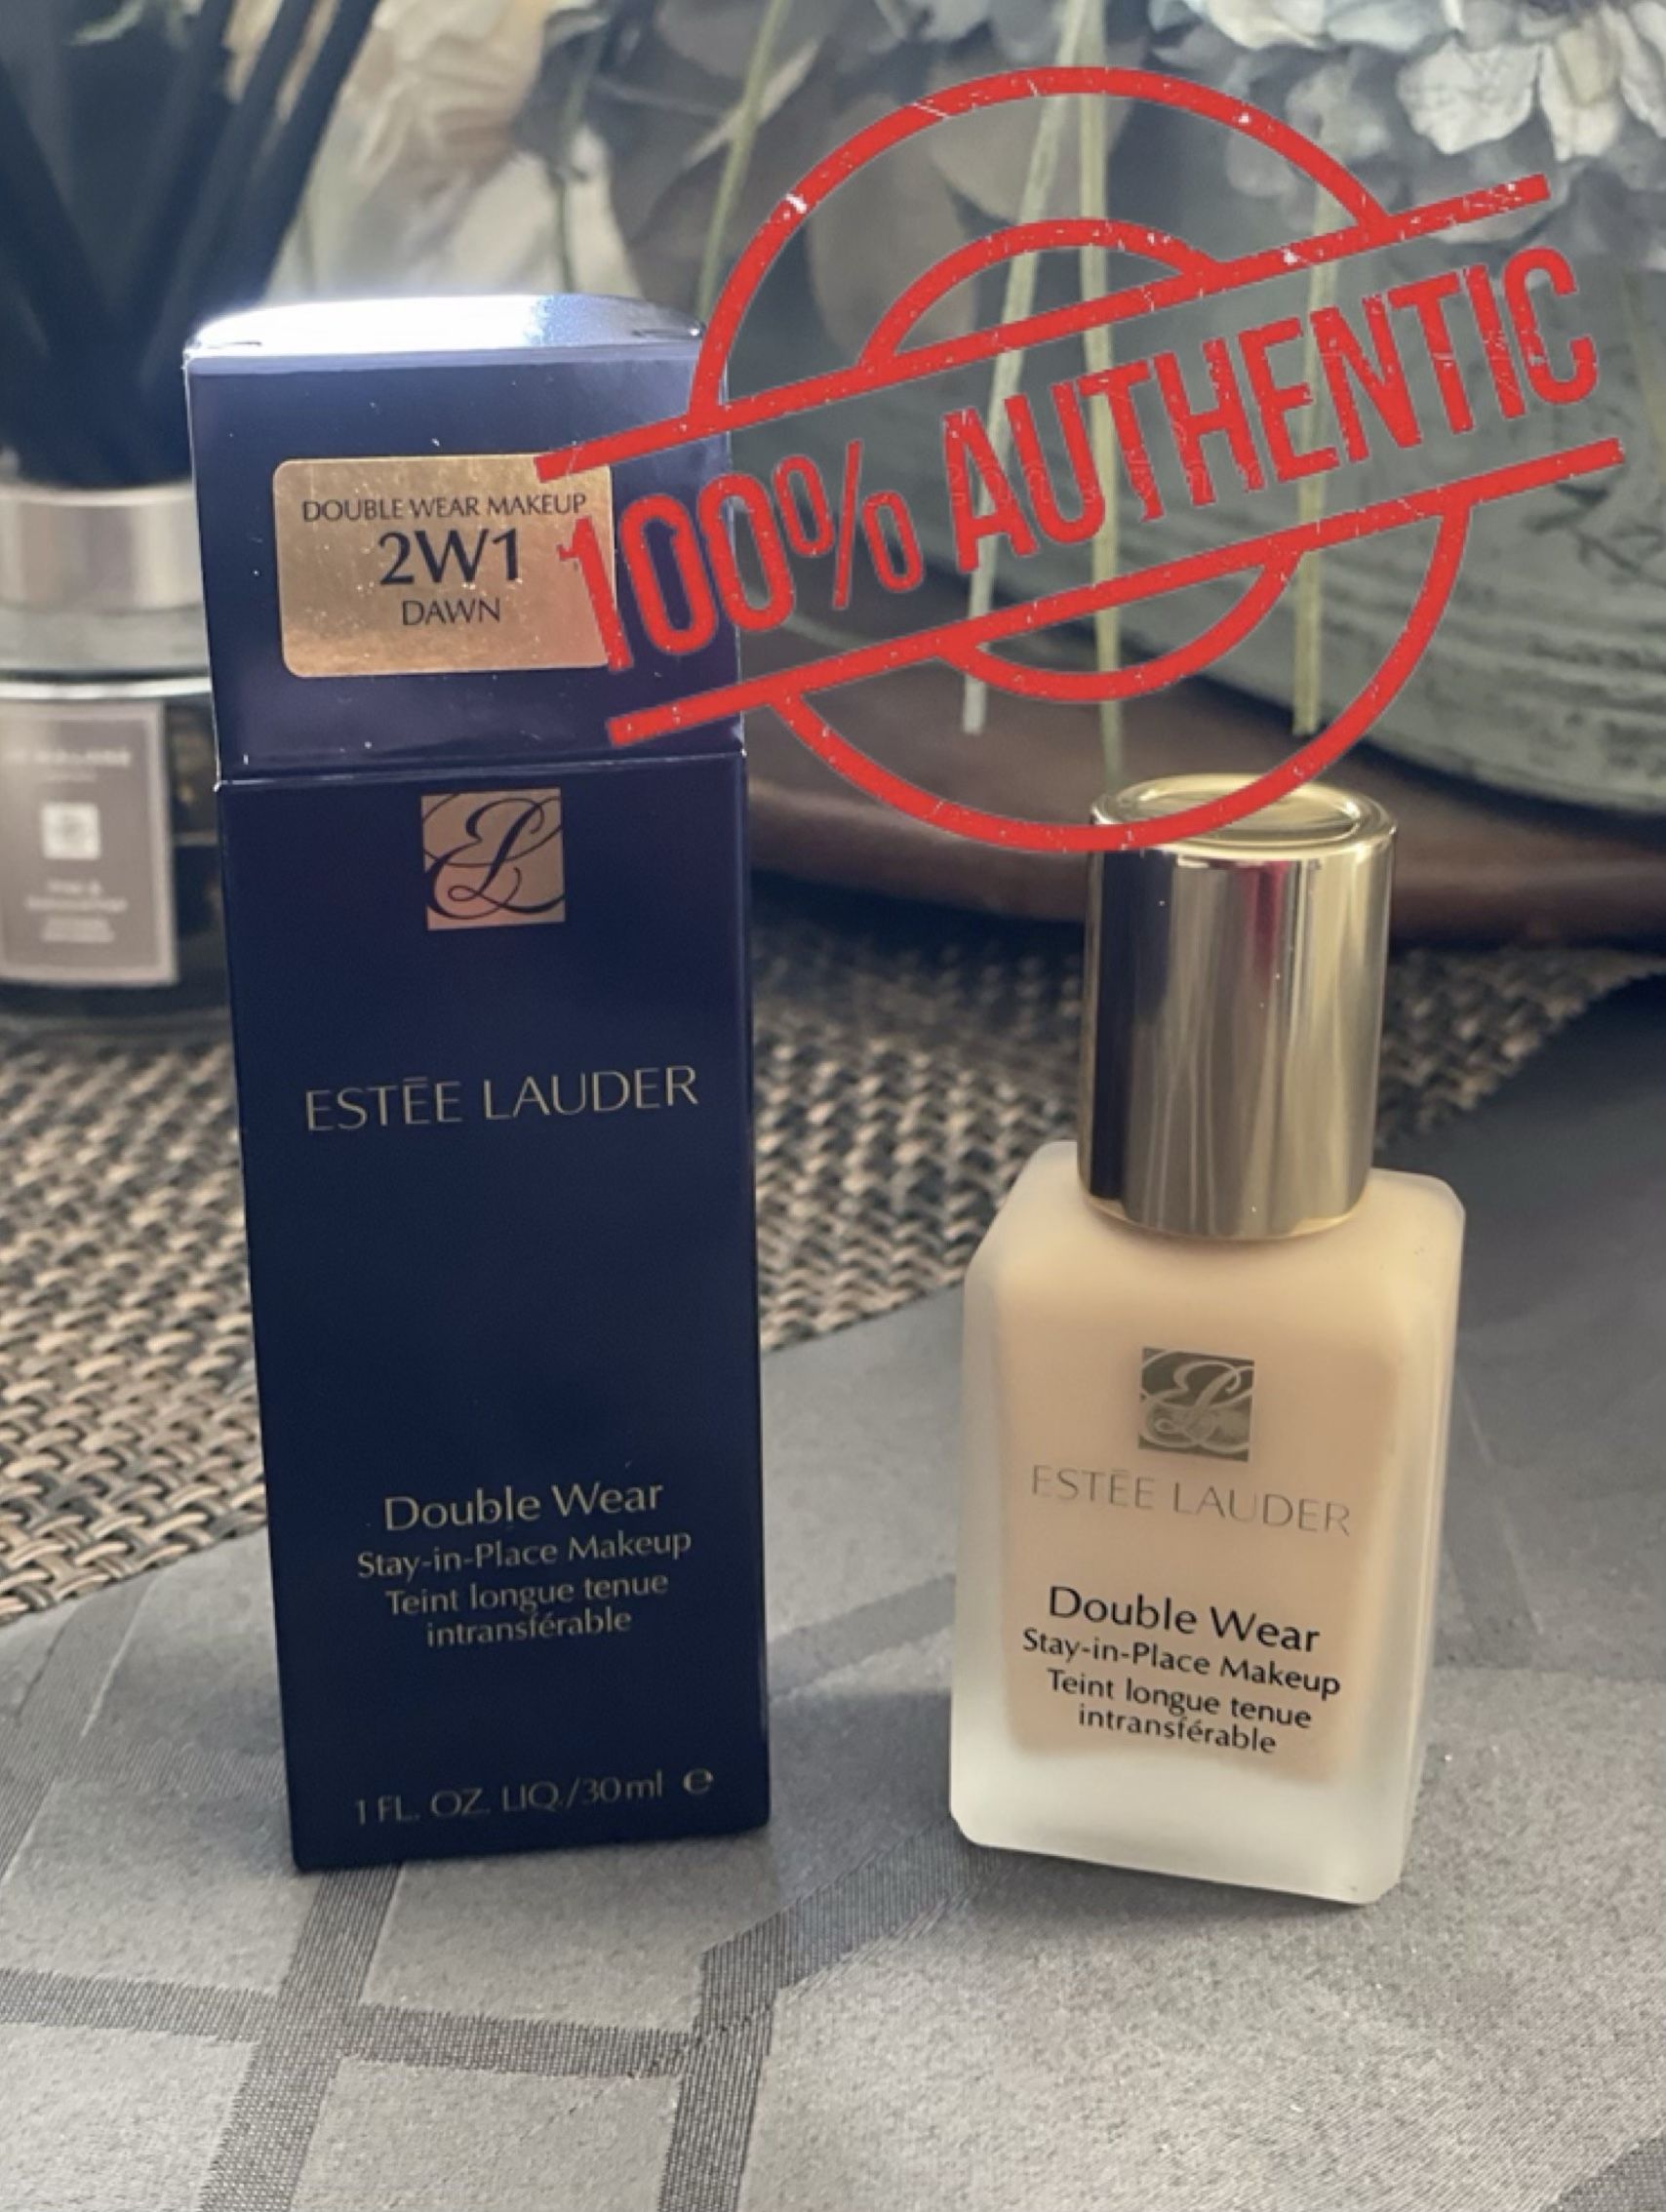 100% AUTHENTIC
DOUBLE WEAR MAKEUP
2W1
DAWN
ESTĒE LAUDER
Double Wear
Stay-in-Place Makeup
Teint longue tenue
intransférable
1 FL. OZ. LIQ./30ml ℮
ESTĒE LAUDER
Double Wear
Stay-in-Place Makeup
Teint longue tenue
intransférable